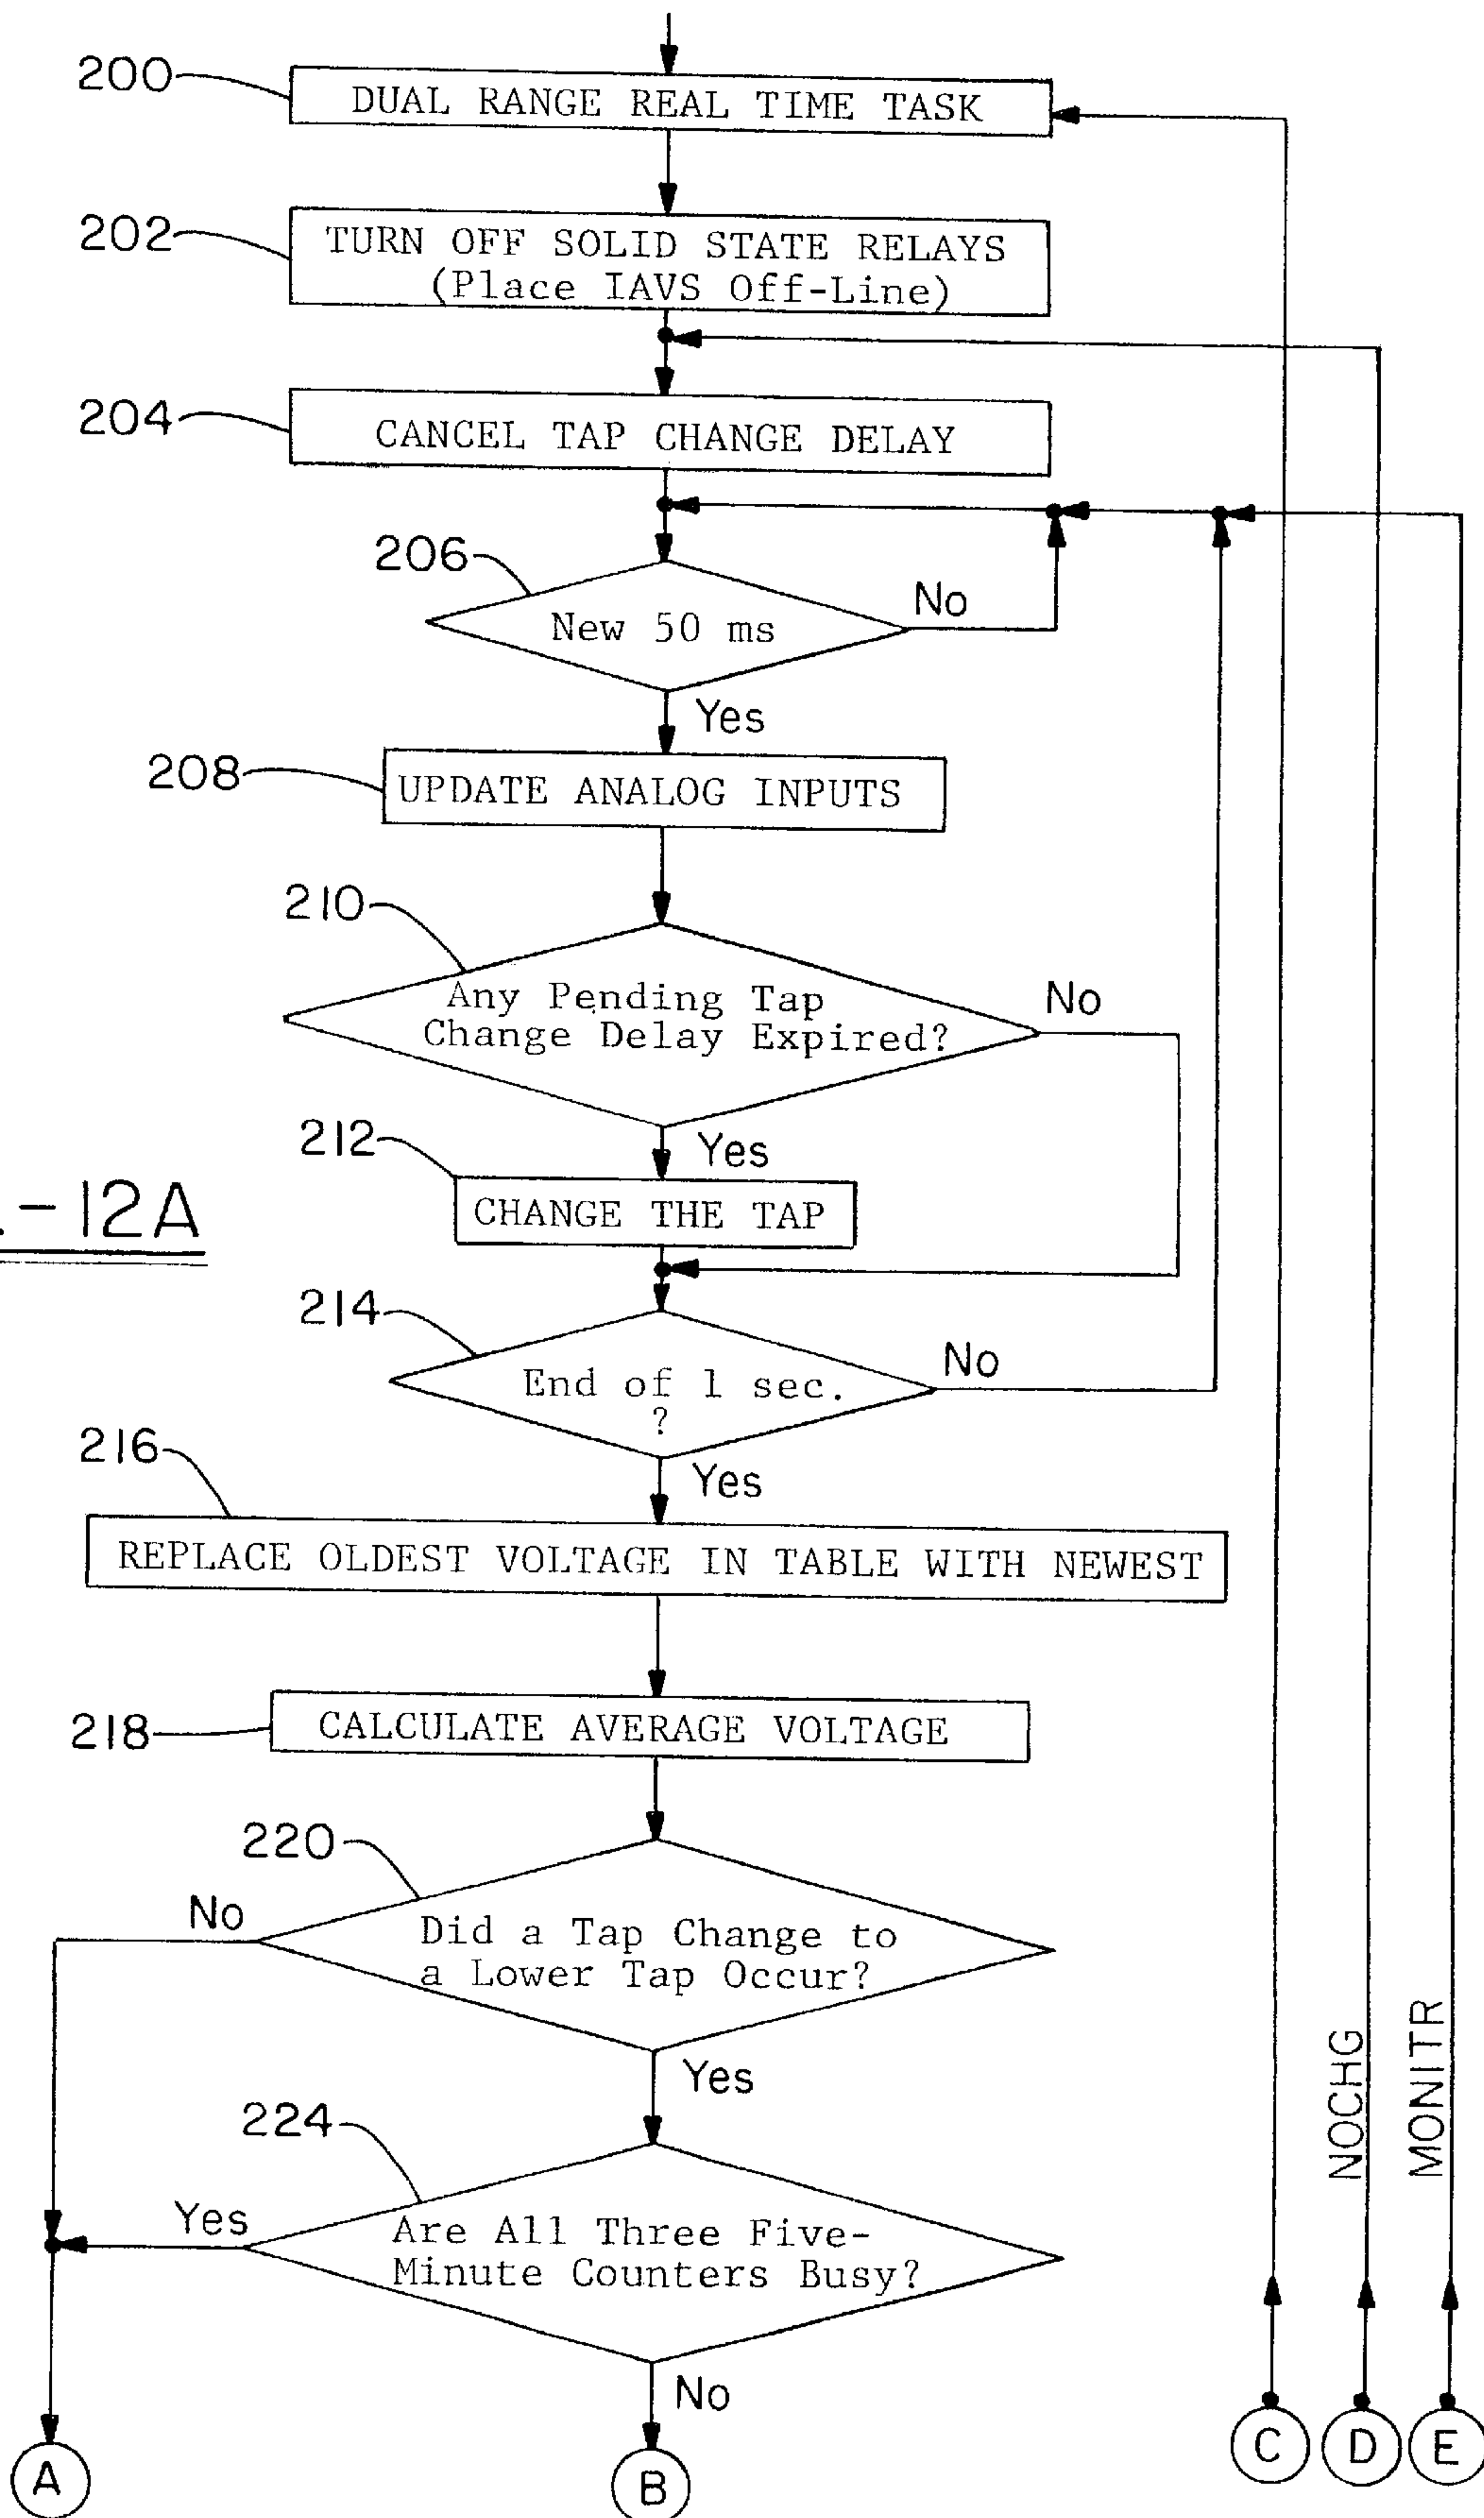 200
DUAL RANGE REAL TIME TASK
202
TURN OFF SOLID STATE RELAYS
(Place IAVS Off-Line)
204
CANCEL TAP CHANGE DELAY
206
New 50 ms
No
Yes
208
UPDATE ANALOG INPUTS
210
Any Pending Tap
Change Delay Expired?
No
Yes
212
CHANGE THE TAP
-12A
214
End of 1 sec.
?
No
Yes
216
REPLACE OLDEST VOLTAGE IN TABLE WITH NEWEST
218
CALCULATE AVERAGE VOLTAGE
220
Did a Tap Change to
a Lower Tap Occur?
No
Yes
224
Are All Three Five-
Minute Counters Busy?
Yes
No
NOCHG
MONITR
A
B
C
D
E